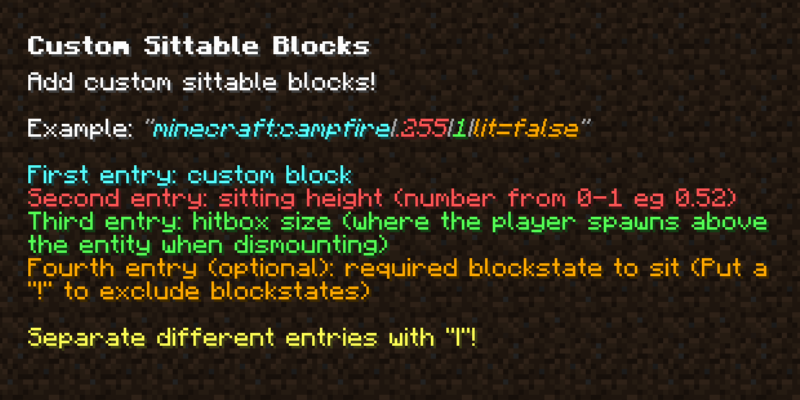 Custom Sittable Blocks
Add custom sittable blocks!
Example: "minecraft:campfire|.255|1|lit=false"
First entry: custom block
Second entry: sitting height (number from 0-1 eg 0.52)
Third entry: hitbox size (where the player spawns above
the entity when dismounting)
Fourth entry (optional): required blockstate to sit (Put a
"!" to exclude blockstates)
Separate different entries with "|"!